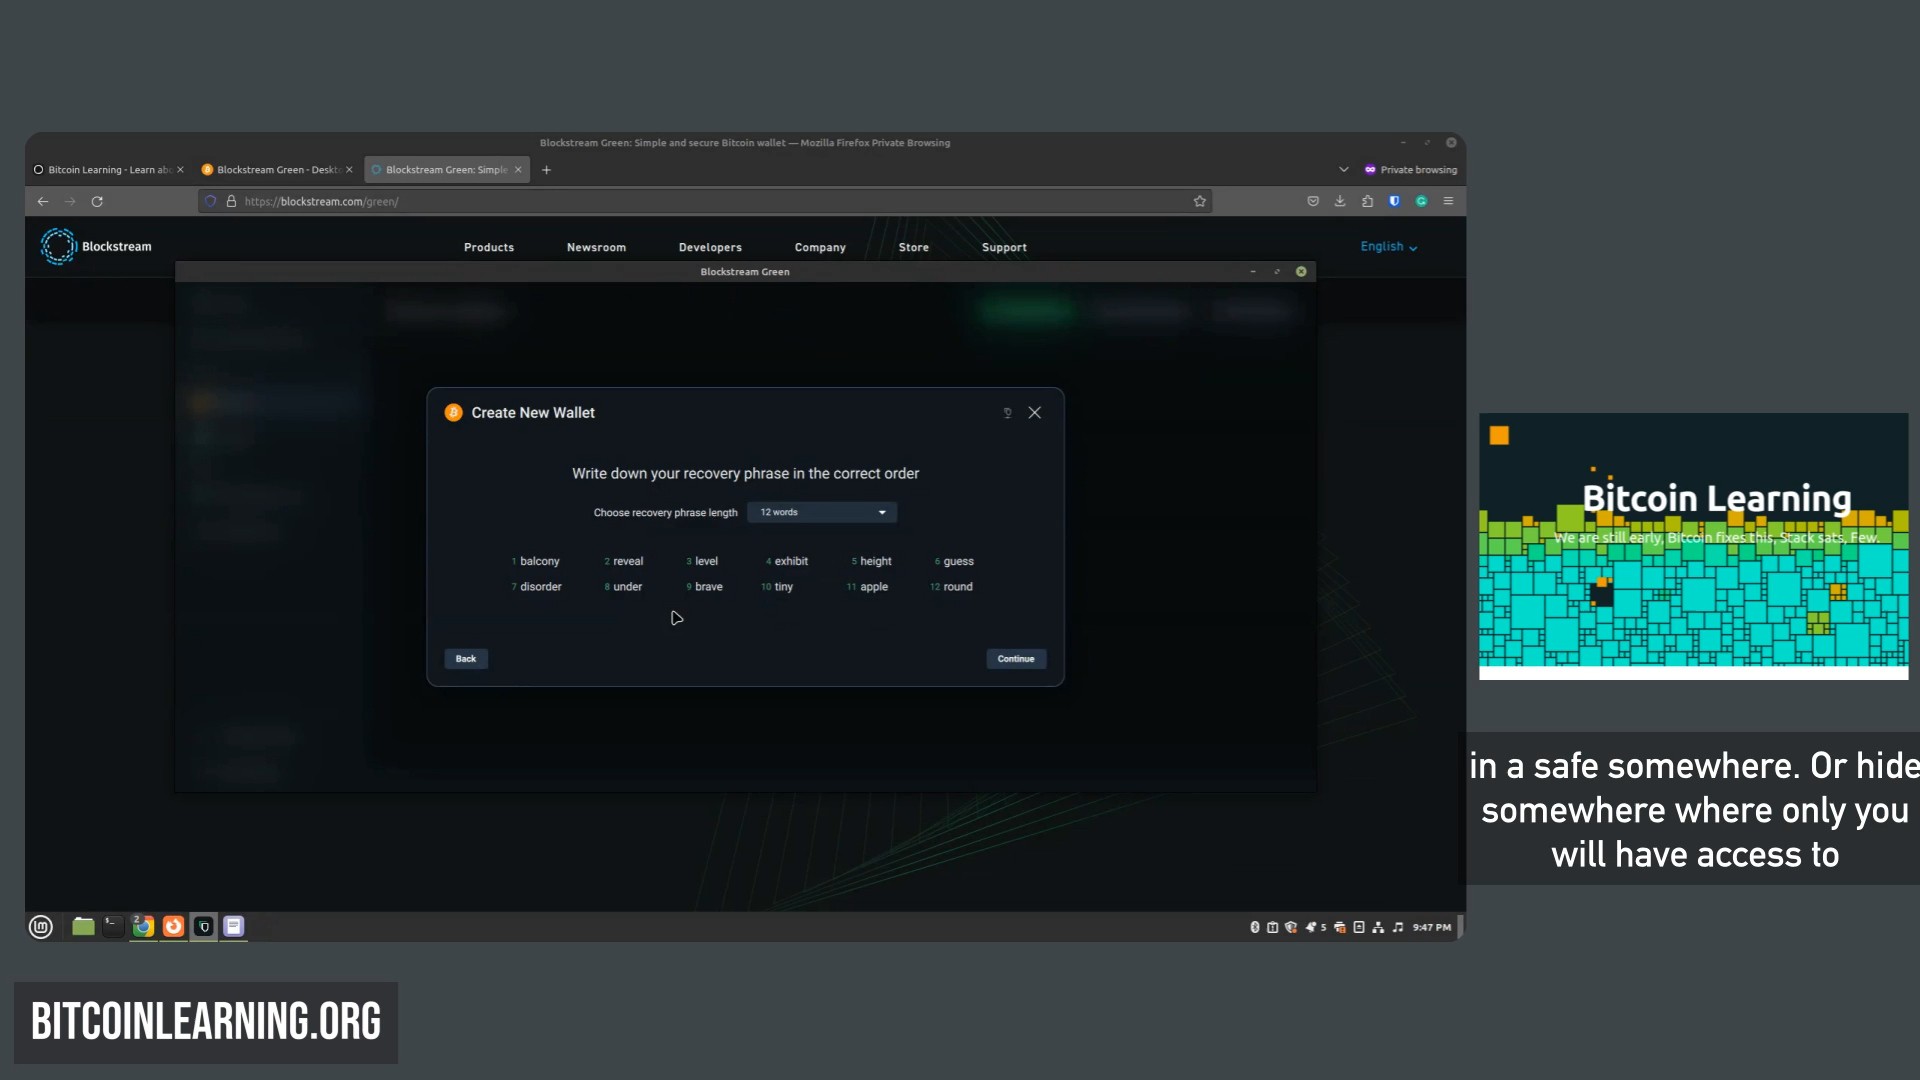 Blockstream Green: Simple and secure Bitcoin wallet — Mozilla Firefox Private Browsing
Bitcoin Learning - Learn abo
Blockstream Green - Deskt
Blockstream Green: Simple
Private browsing
https://blockstream.com/green/
Blockstream
Products Newsroom Developers Company Store Support
English
Blockstream Green
Create New Wallet
Write down your recovery phrase in the correct order
Choose recovery phrase length 12 words
1 balcony 2 reveal 3 level 4 exhibit 5 height 6 guess
7 disorder 8 under 9 brave 10 tiny 11 apple 12 round
Back Continue
Bitcoin Learning
We are still early, Bitcoin fixes this, Stack sats, Few.
in a safe somewhere. Or hide
somewhere where only you
will have access to
2
5
9:47 PM
BITCOINLEARNING.ORG